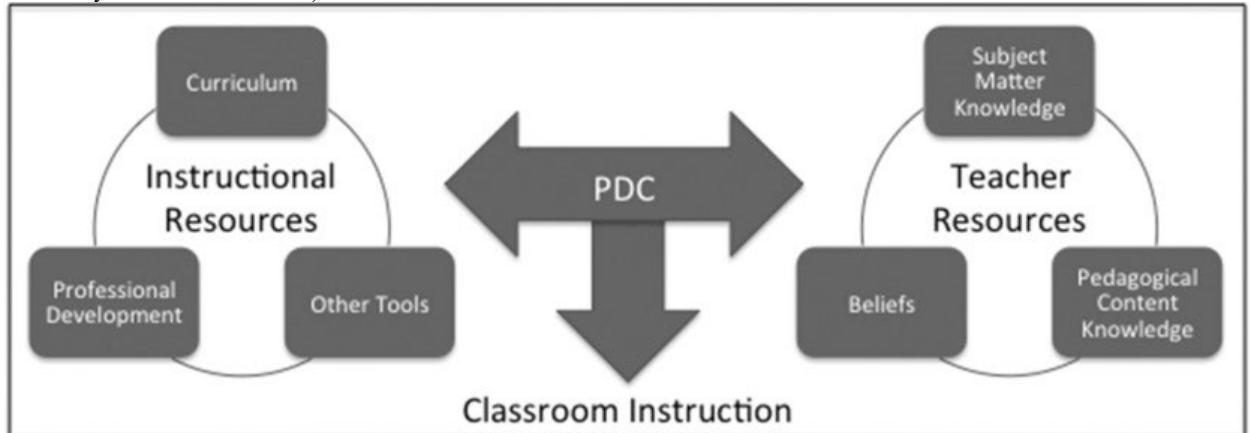 Curriculum
Instructional
Resources
Professional
Development
Other Tools
PDC
Classroom Instruction
Subject
Matter
Knowledge
Teacher
Resources
Beliefs
Pedagogical
Content
Knowledge